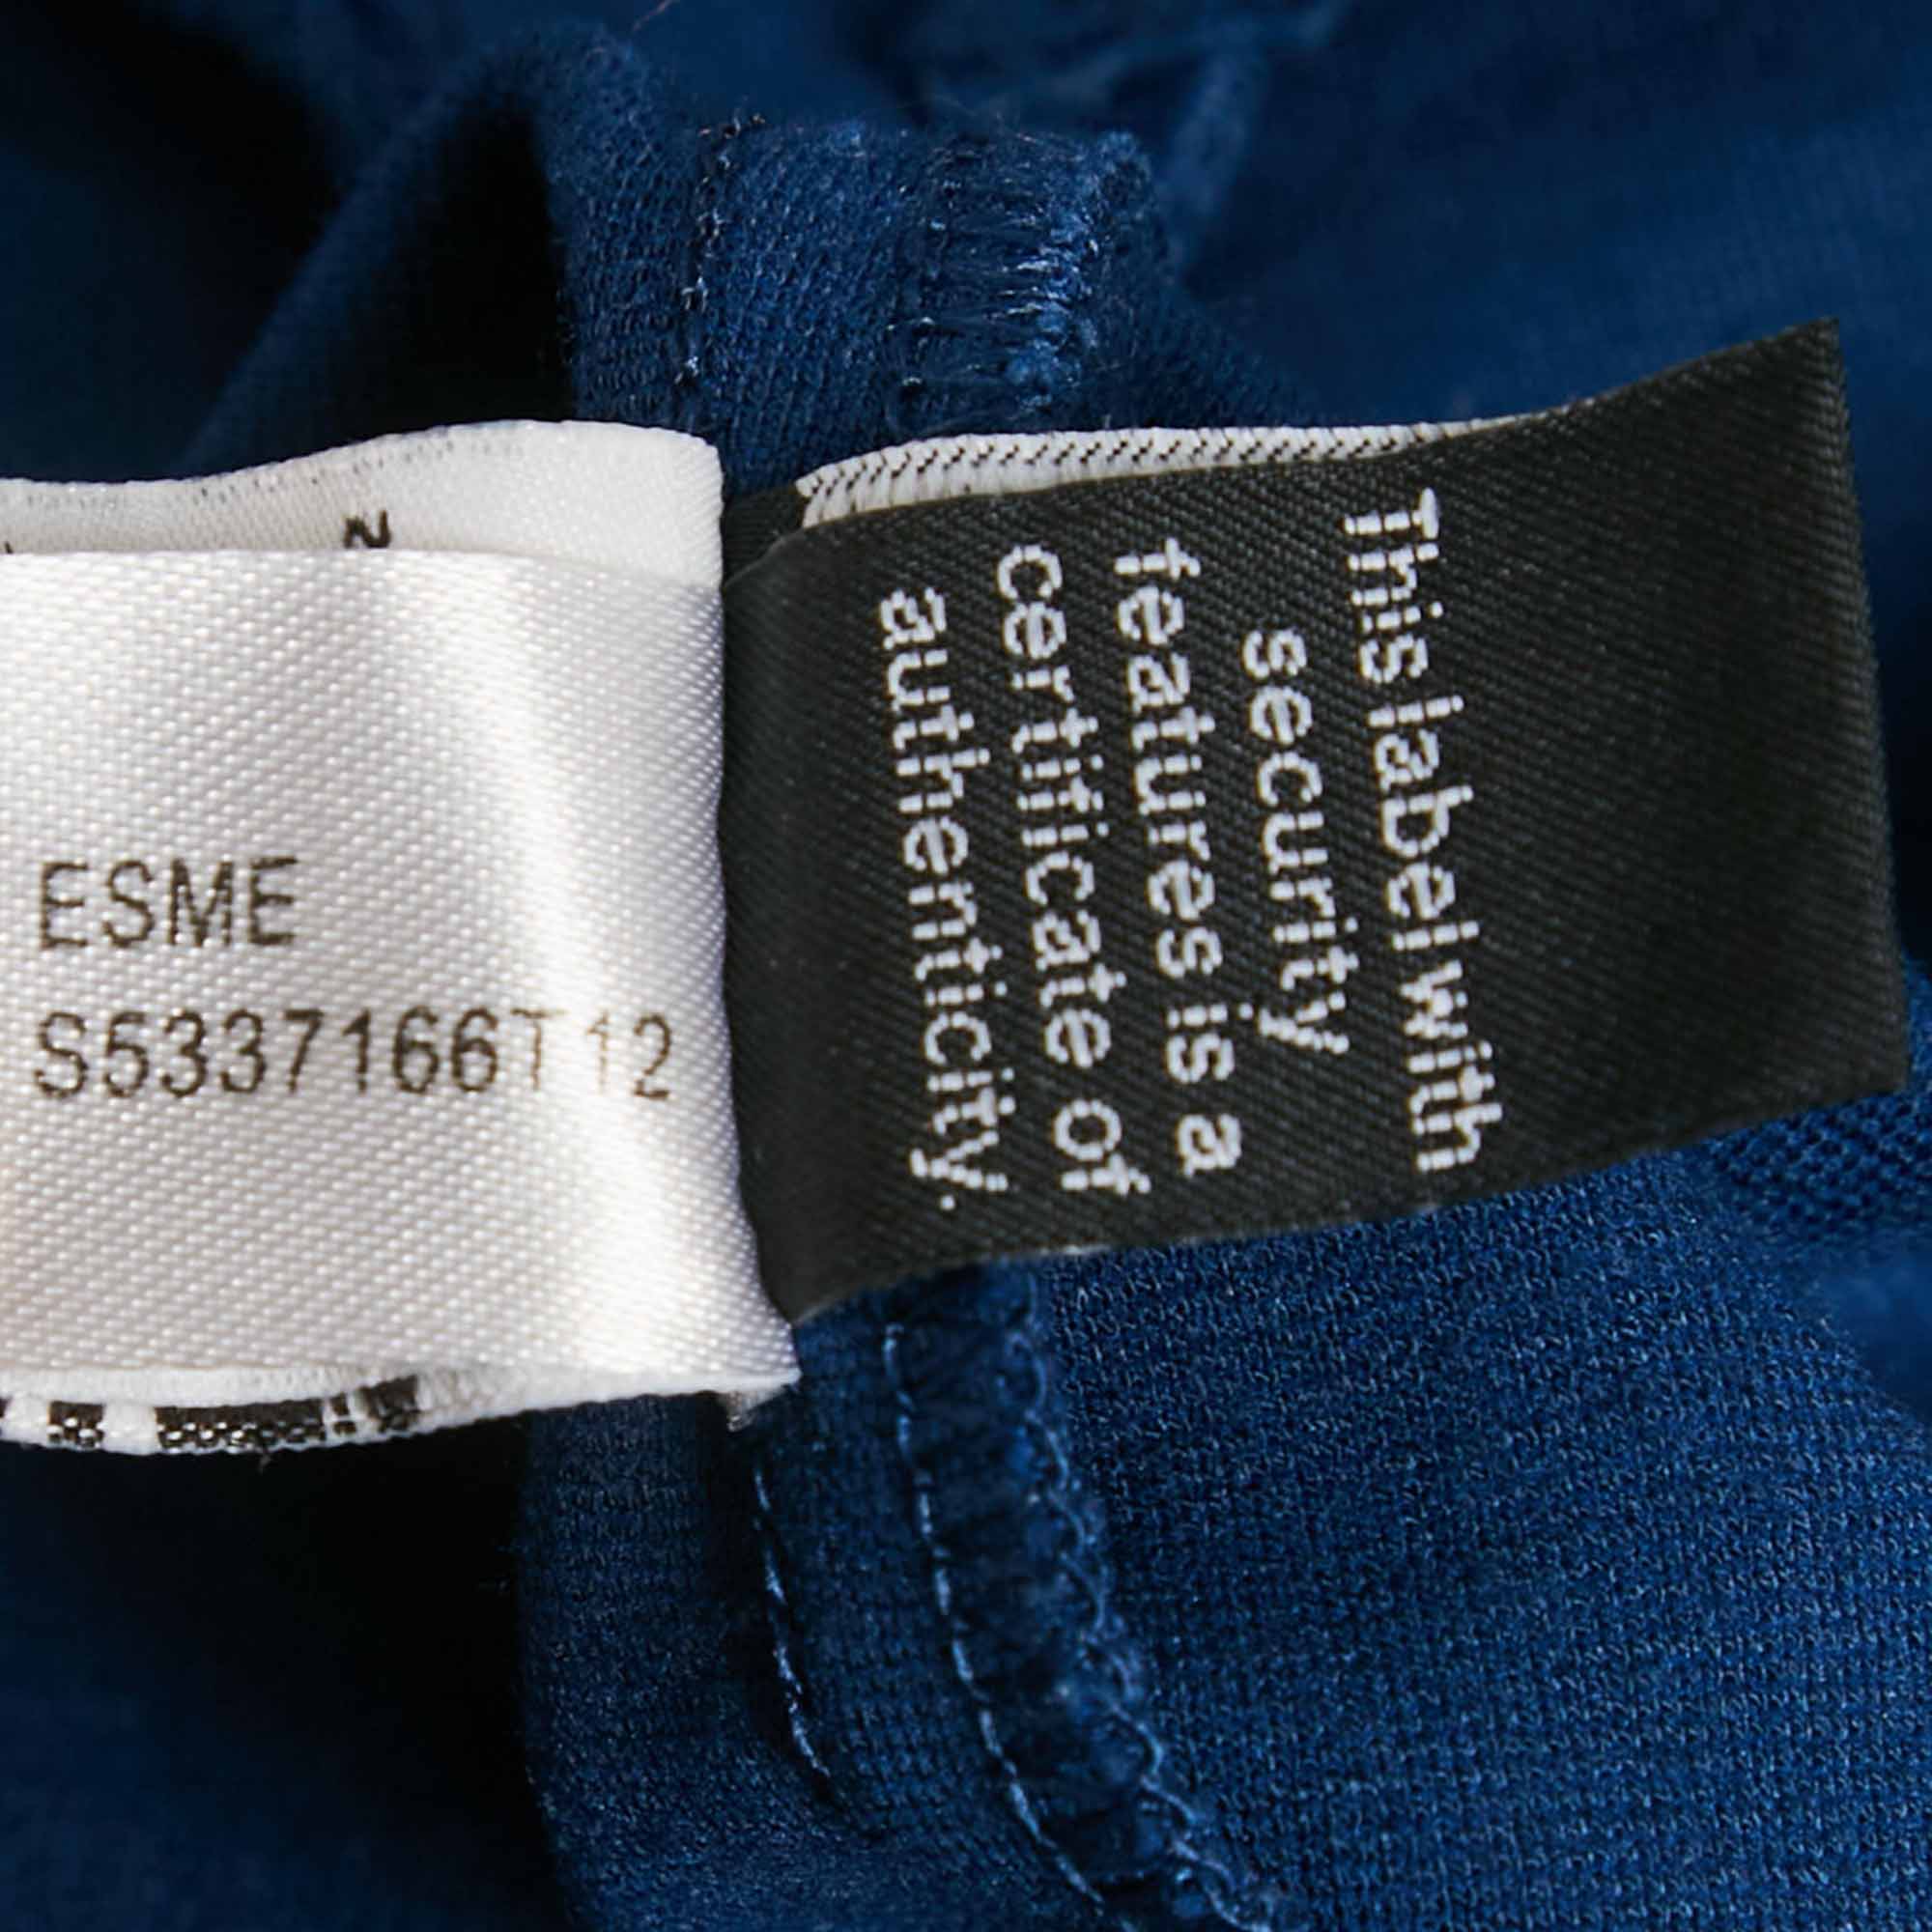 ESME
S5337166T12
This label with
security
features is a
certificate of
authenticity.